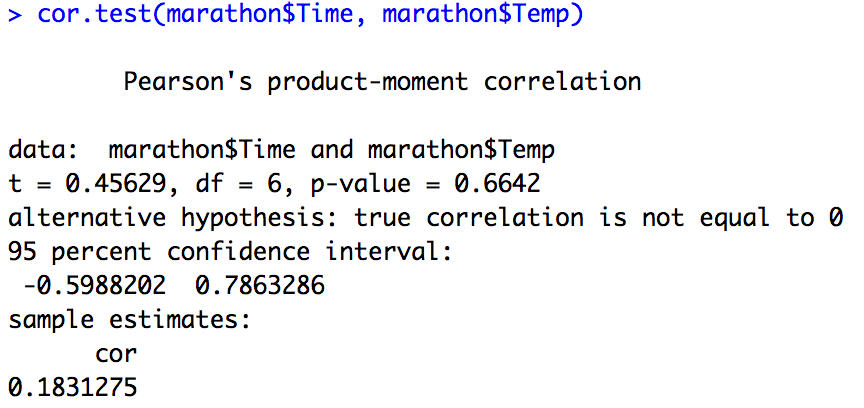 > cor.test(marathon$Time, marathon$Temp)
Pearson's product-moment correlation
data:  marathon$Time and marathon$Temp
t = 0.45629, df = 6, p-value = 0.6642
alternative hypothesis: true correlation is not equal to 0
95 percent confidence interval:
 -0.5988202  0.7863286
sample estimates:
      cor
0.1831275